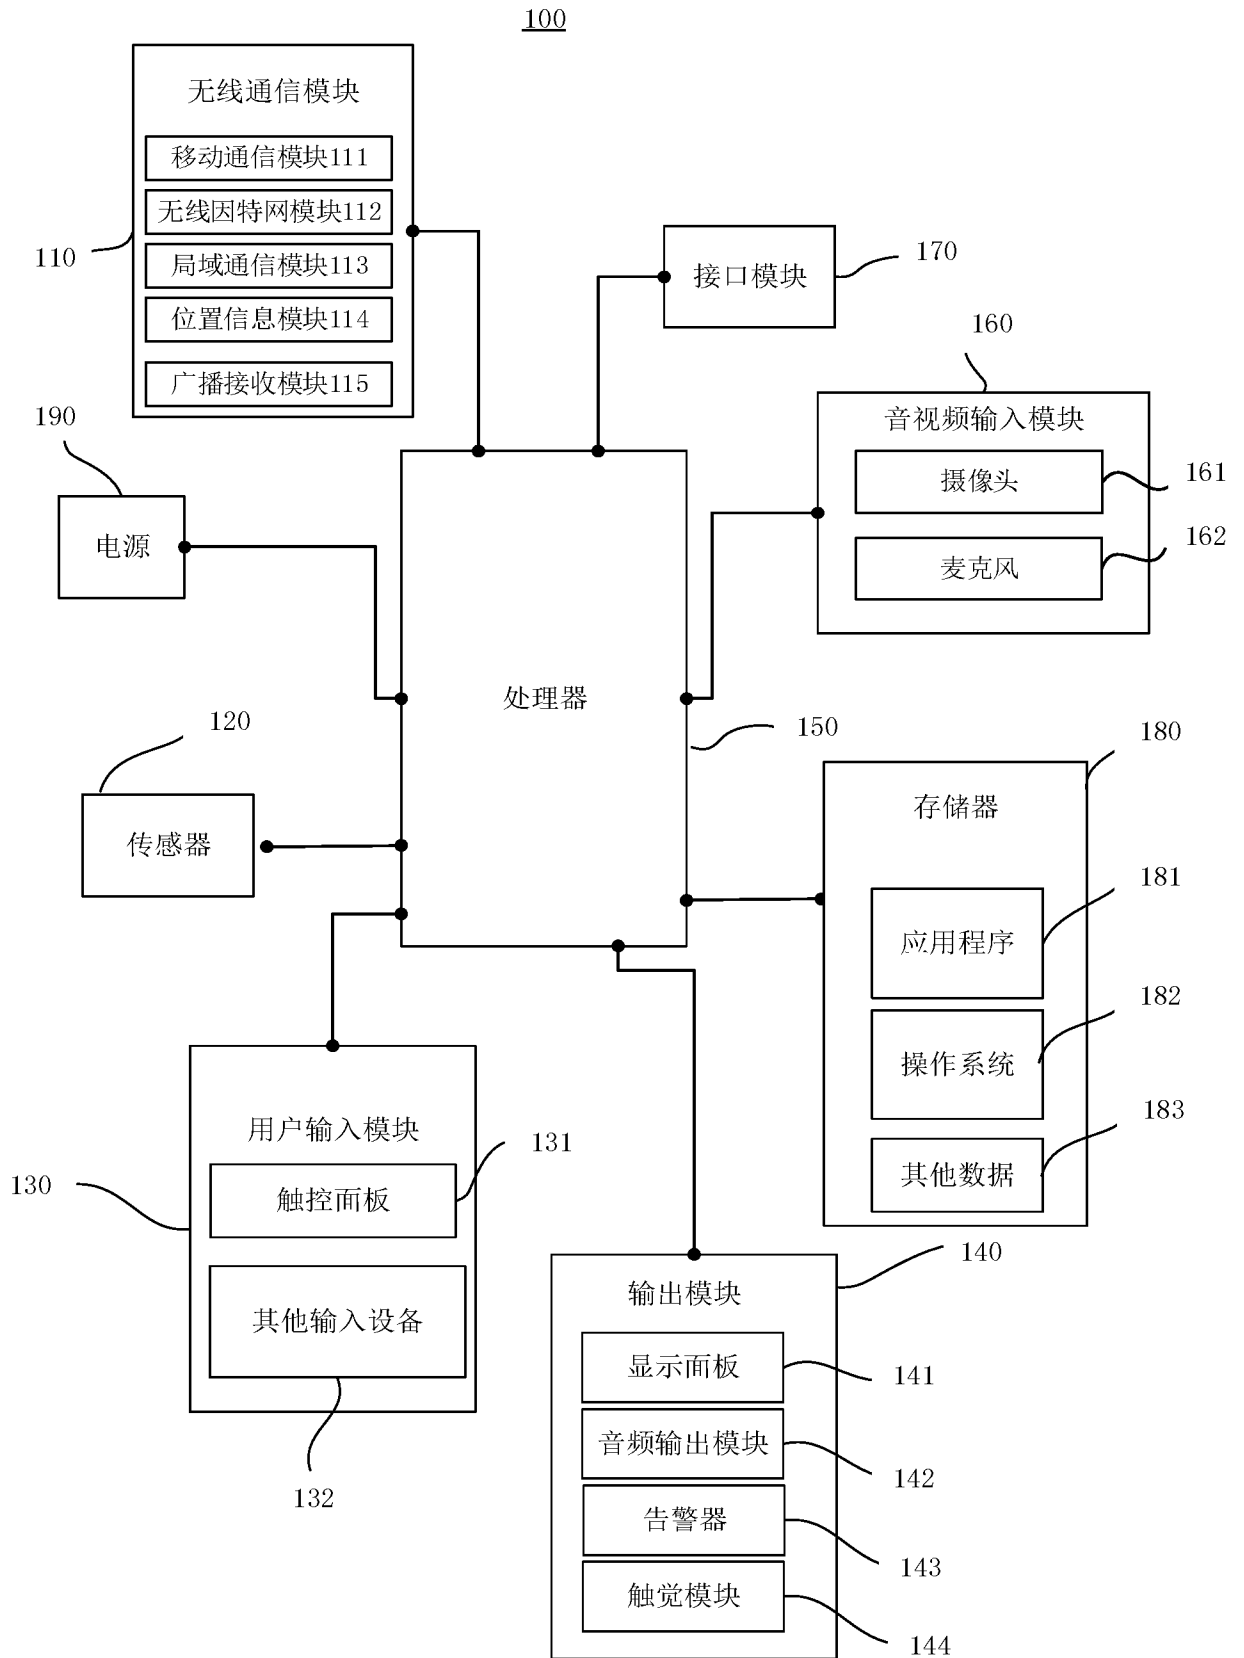 100
无线通信模块
移动通信模块111
无线因特网模块112
110
局域通信模块113
位置信息模块114
广播接收模块115
接口模块
170
160
音视频输入模块
摄像头
161
麦克风
162
190
电源
处理器
150
120
传感器
180
存储器
181
应用程序
182
操作系统
183
其他数据
用户输入模块
131
130
触控面板
其他输入设备
132
140
输出模块
显示面板
141
音频输出模块
142
告警器
143
触觉模块
144